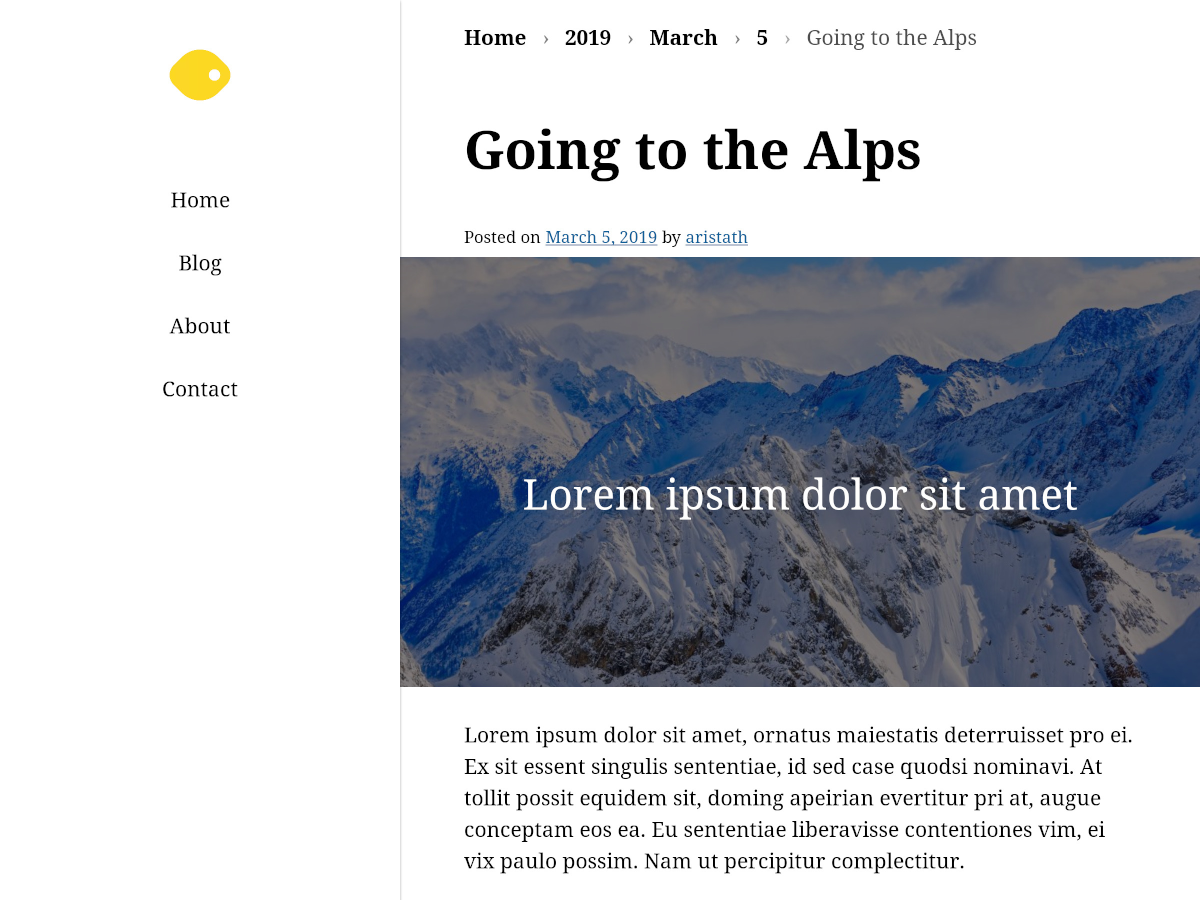 Home
Blog
About
Contact
Home › 2019 › March › 5 › Going to the Alps
Going to the Alps
Posted on March 5, 2019 by aristath
Lorem ipsum dolor sit amet
Lorem ipsum dolor sit amet, ornatus maiestatis deterruisset pro ei.
Ex sit essent singulis sententiae, id sed case quodsi nominavi. At
tollit possit equidem sit, doming apeirian evertitur pri at, augue
conceptam eos ea. Eu sententiae liberavisse contentiones vim, ei
vix paulo possim. Nam ut percipitur complectitur.